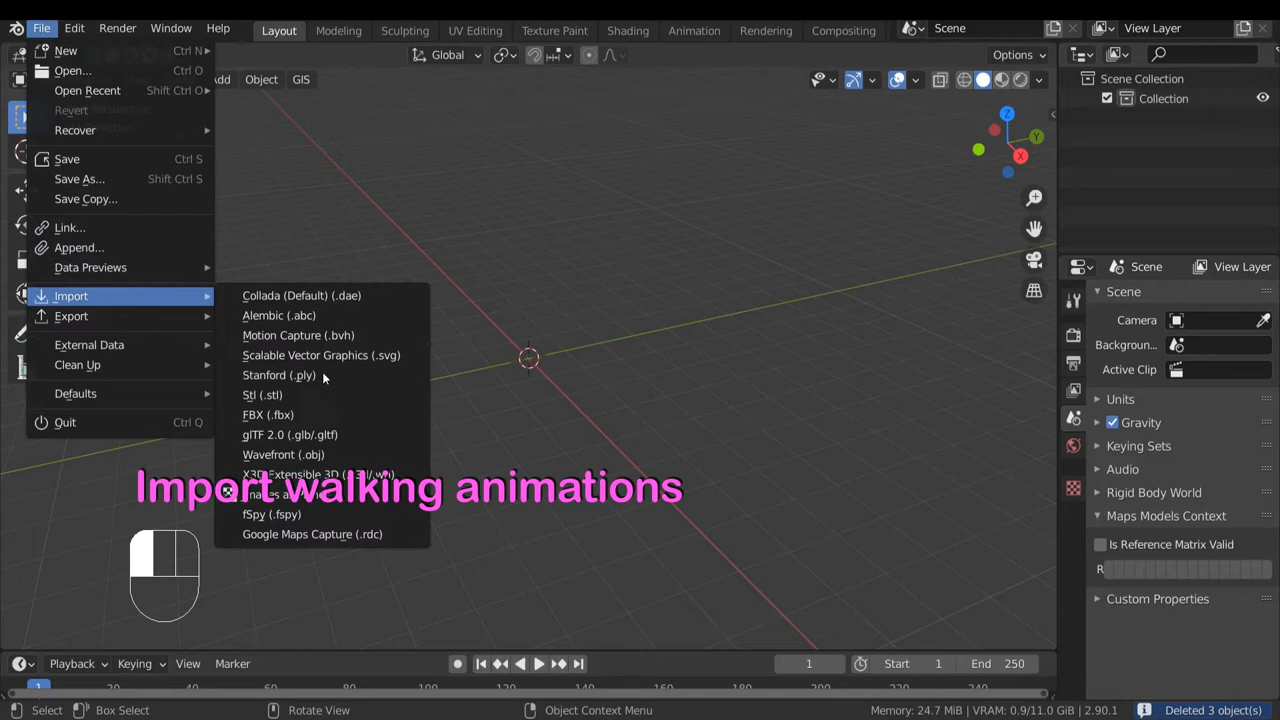 File Edit Render Window Help Layout Modeling Sculpting UV Editing Texture Paint Shading Animation Rendering Compositing Scene View Layer
New Ctrl N
Open... Ctrl O
Open Recent Shift Ctrl O
Revert
Recover
Save Ctrl S
Save As... Shift Ctrl S
Save Copy...
Link...
Append...
Data Previews
Import
Export
External Data
Clean Up
Defaults
Quit Ctrl Q
Collada (Default) (.dae)
Alembic (.abc)
Motion Capture (.bvh)
Scalable Vector Graphics (.svg)
Stanford (.ply)
Stl (.stl)
FBX (.fbx)
glTF 2.0 (.glb/.gltf)
Wavefront (.obj)
X3D Extensible 3D
fSpy (.fspy)
Google Maps Capture (.rdc)
Import walking animations
Global
Options
Object GIS
Z
Y
X
Scene Collection
Collection
Scene
Scene
Camera
Backgroun...
Active Clip
Units
Gravity
Keying Sets
Audio
Rigid Body World
Maps Models Context
Is Reference Matrix Valid
R
Custom Properties
Playback Keying View Marker 1 Start 1 End 250
1
Select Box Select Rotate View Object Context Menu Memory: 24.7 MiB | VRAM: 0.9/11.0 GiB | 2.90.1 Deleted 3 object(s)